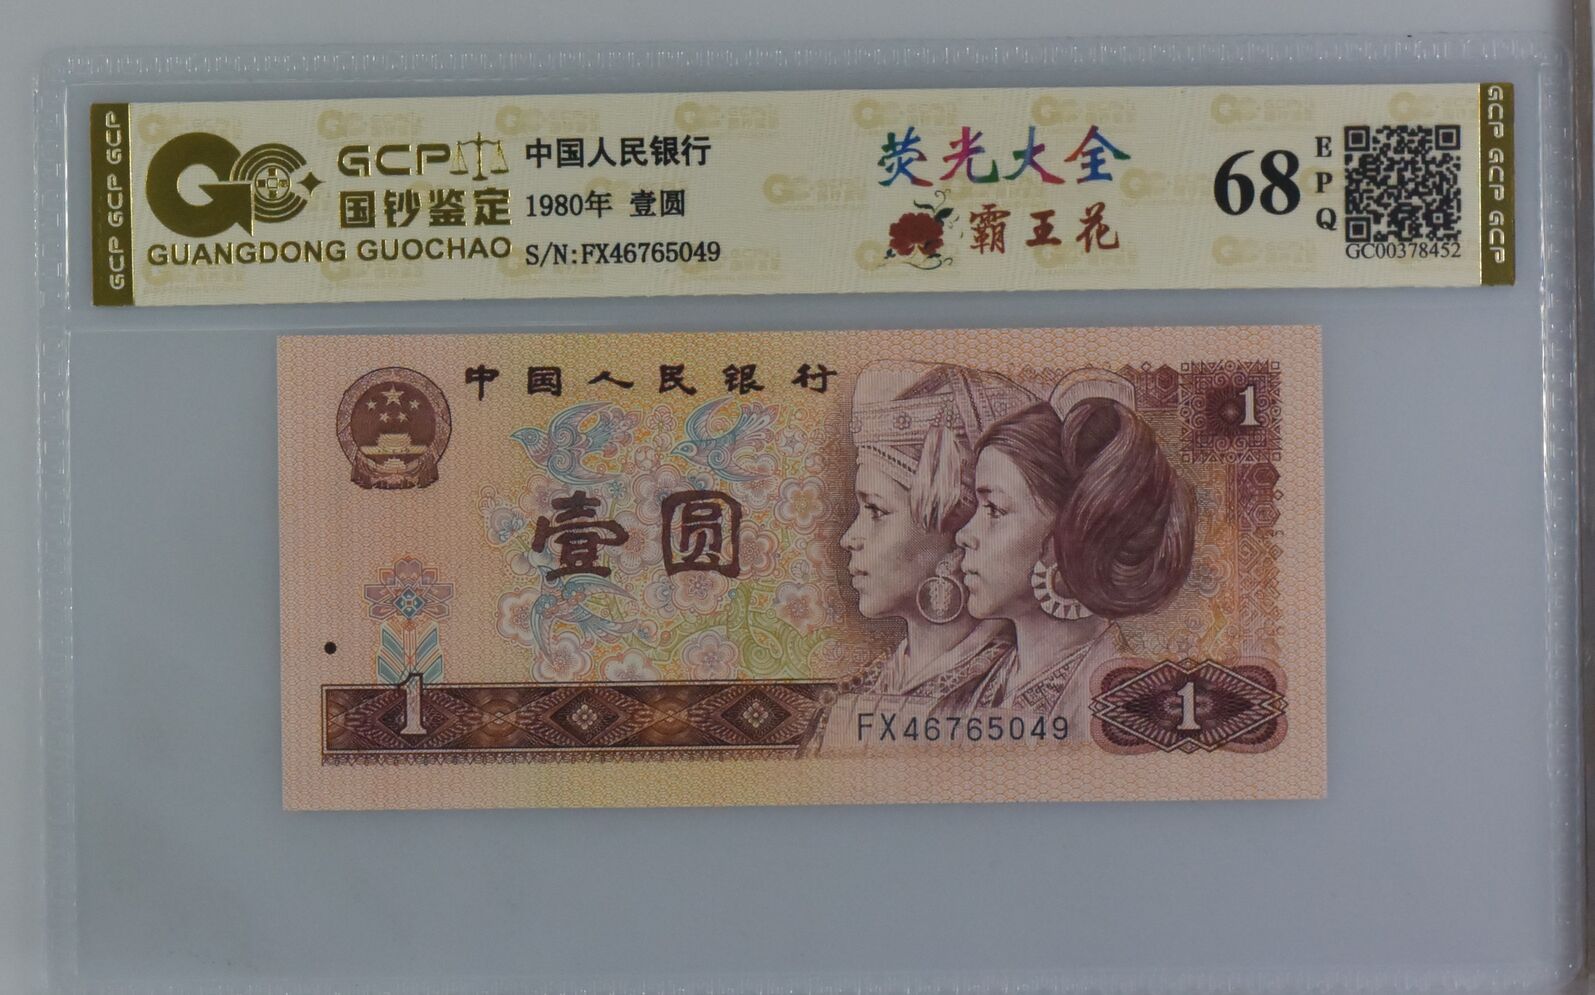 GCP GCP GCP
GCP
国钞鉴定
GUANGDONG GUOCHAO
中国人民银行
1980年 壹圆
S/N:FX46765049
荧光大全
霸王花
68
EPQ
GC00378452
GCP GCP GCP
中国人民银行
1
壹圆
1
FX46765049
1